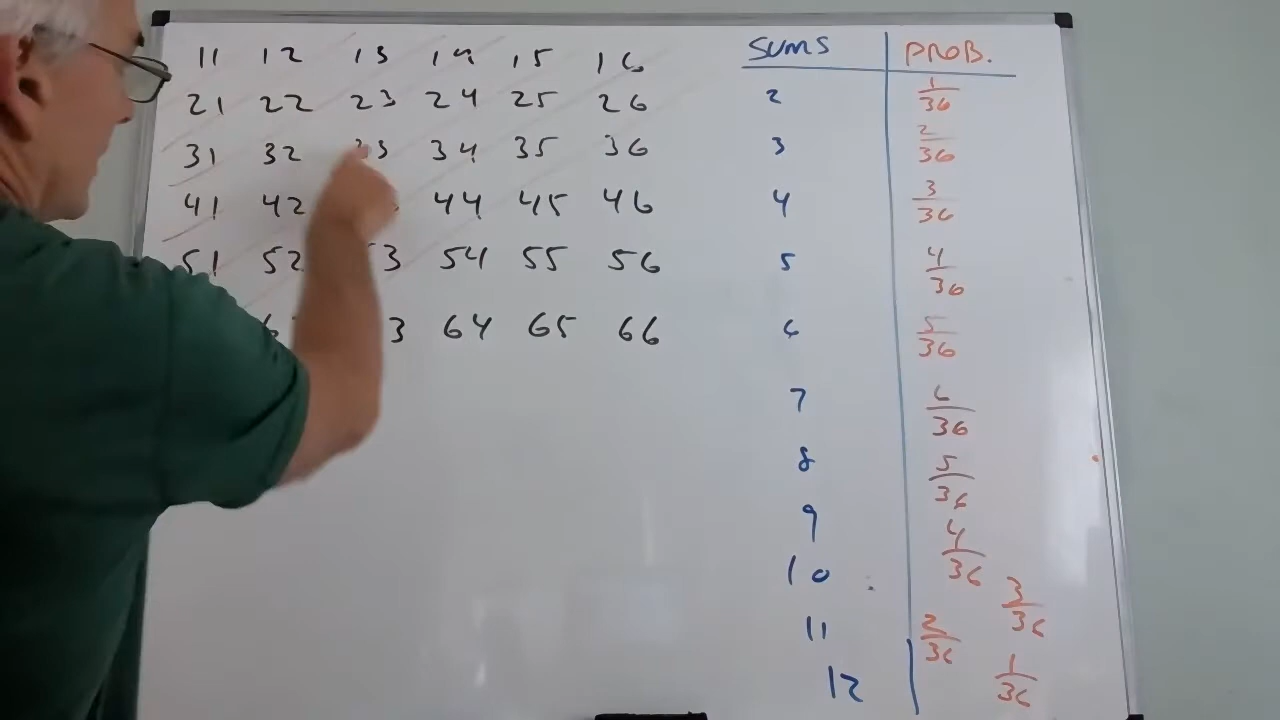 11 12 13 14 15 16 SUMS PROB.
21 22 23 24 25 26 2 1/36
31 32 33 34 35 36 3 2/36
41 42 44 45 46 4 3/36
51 52 53 54 55 56 5 4/36
64 65 66 6 5/36
7 6/36
8 5/36
9 4/36
10 3/36
11 2/36
12 1/36